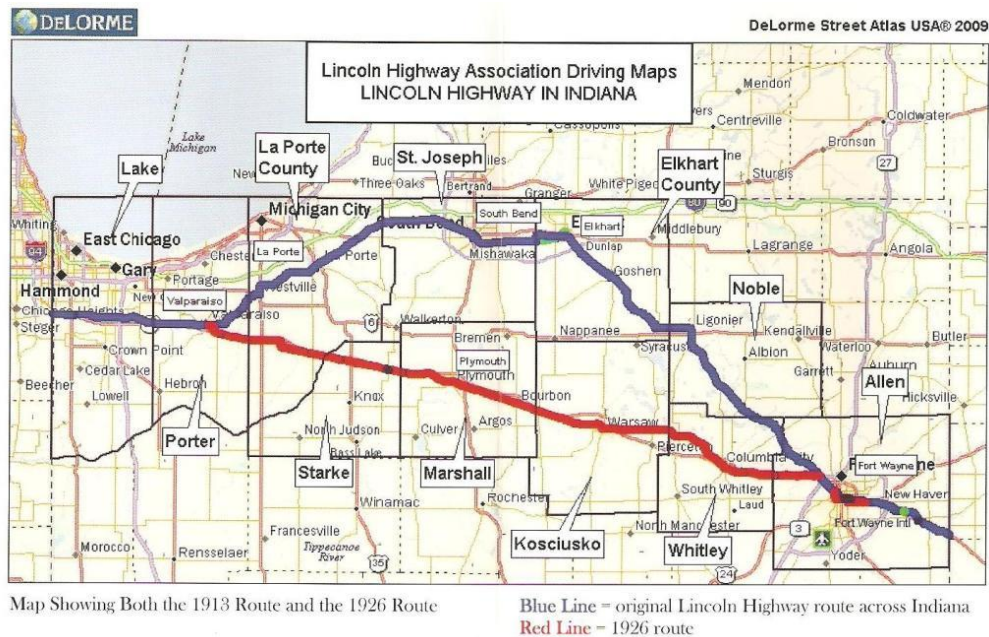 DELORME
DeLorme Street Atlas USA® 2009
Lincoln Highway Association Driving Maps
LINCOLN HIGHWAY IN INDIANA
Mendon
Centreville
Coldwater
Bronson
27
Lake
Michigan
Lake
La Porte
County
St. Joseph
Elkhart
County
Three Oaks
Bertrand
Granger
White Pigeon
Sturgis
80
90
Whiting
East Chicago
94
Gary
Hammond
Michigan City
La Porte
Portage
Valparaiso
Westville
Porte
South Bend
Mishawaka
Elkhart
Dunlap
Middlebury
Lagrange
Angola
Goshen
Noble
Steger
Crown Point
Cedar Lake
Beecher
Lowell
Hebron
6
Walkerton
Bremen
Nappanee
Syracuse
Ligonier
Kendallville
Albion
Waterloo
Butler
Auburn
Garrett
Hicksville
Allen
Plymouth
Plymouth
Bourbon
Knox
Porter
North Judson
Bass Lake
Culver
Argos
Warsaw
Pierceton
Columbia City
Fort Wayne
New Haven
Starke
Marshall
South Whitley
Laud
Fort Wayne Intl
Winamac
Rochester
Kosciusko
North Manchester
Whitley
3
Yoder
Morocco
Rensselaer
Francesville
Tippecanoe
River
35
24
Map Showing Both the 1913 Route and the 1926 Route
Blue Line = original Lincoln Highway route across Indiana
Red Line = 1926 route